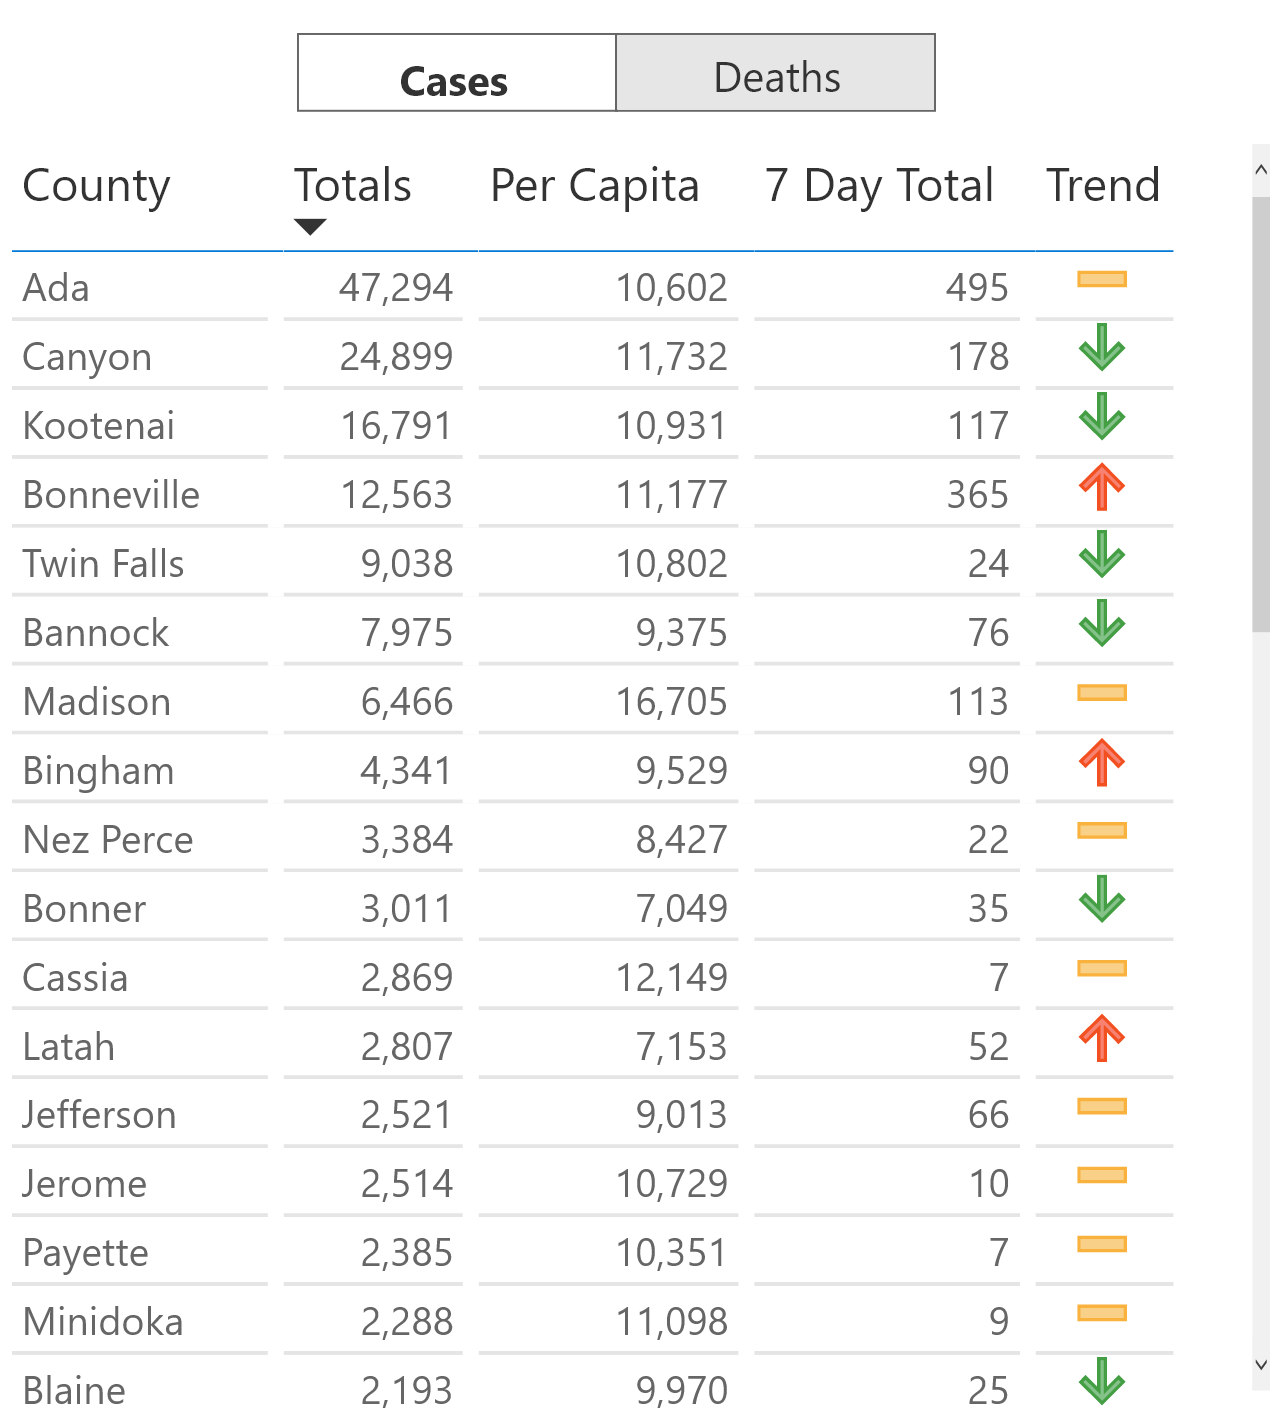 Cases Deaths
County Totals Per Capita 7 Day Total Trend
Ada 47,294 10,602 495
Canyon 24,899 11,732 178
Kootenai 16,791 10,931 117
Bonneville 12,563 11,177 365
Twin Falls 9,038 10,802 24
Bannock 7,975 9,375 76
Madison 6,466 16,705 113
Bingham 4,341 9,529 90
Nez Perce 3,384 8,427 22
Bonner 3,011 7,049 35
Cassia 2,869 12,149 7
Latah 2,807 7,153 52
Jefferson 2,521 9,013 66
Jerome 2,514 10,729 10
Payette 2,385 10,351 7
Minidoka 2,288 11,098 9
Blaine 2,193 9,970 25